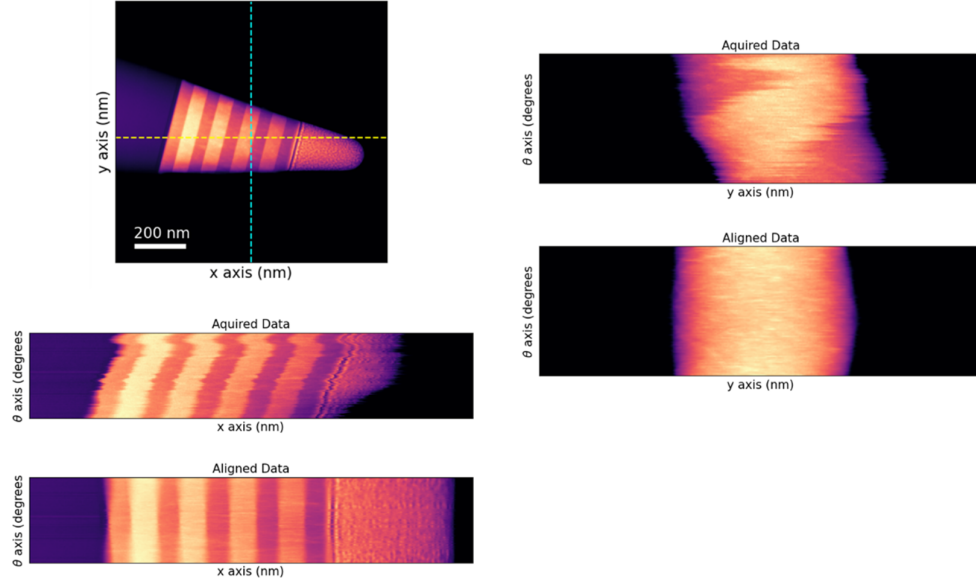 y axis (nm)
200 nm
x axis (nm)
Aquired Data
θ axis (degrees
x axis (nm)
Aligned Data
θ axis (degrees
x axis (nm)
Aquired Data
θ axis (degrees
y axis (nm)
Aligned Data
θ axis (degrees
y axis (nm)